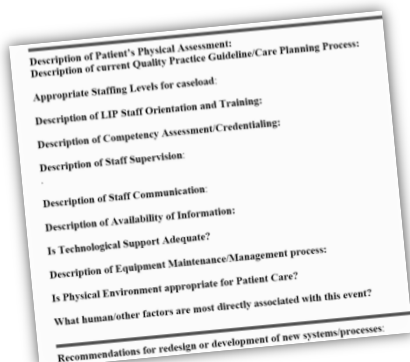 Description of Patient's Physical Assessment:
Description of current Quality Practice Guideline/Care Planning Process:
Appropriate Staffing Levels for caseload:
Description of LIP Staff Orientation and Training:
Description of Competency Assessment/Credentialing:
Description of Staff Supervision:
.
Description of Staff Communication:
Description of Availability of Information:
Is Technological Support Adequate?
Description of Equipment Maintenance/Management process:
Is Physical Environment appropriate for Patient Care?
What human/other factors are most directly associated with this event?
Recommendations for redesign or development of new systems/processes: